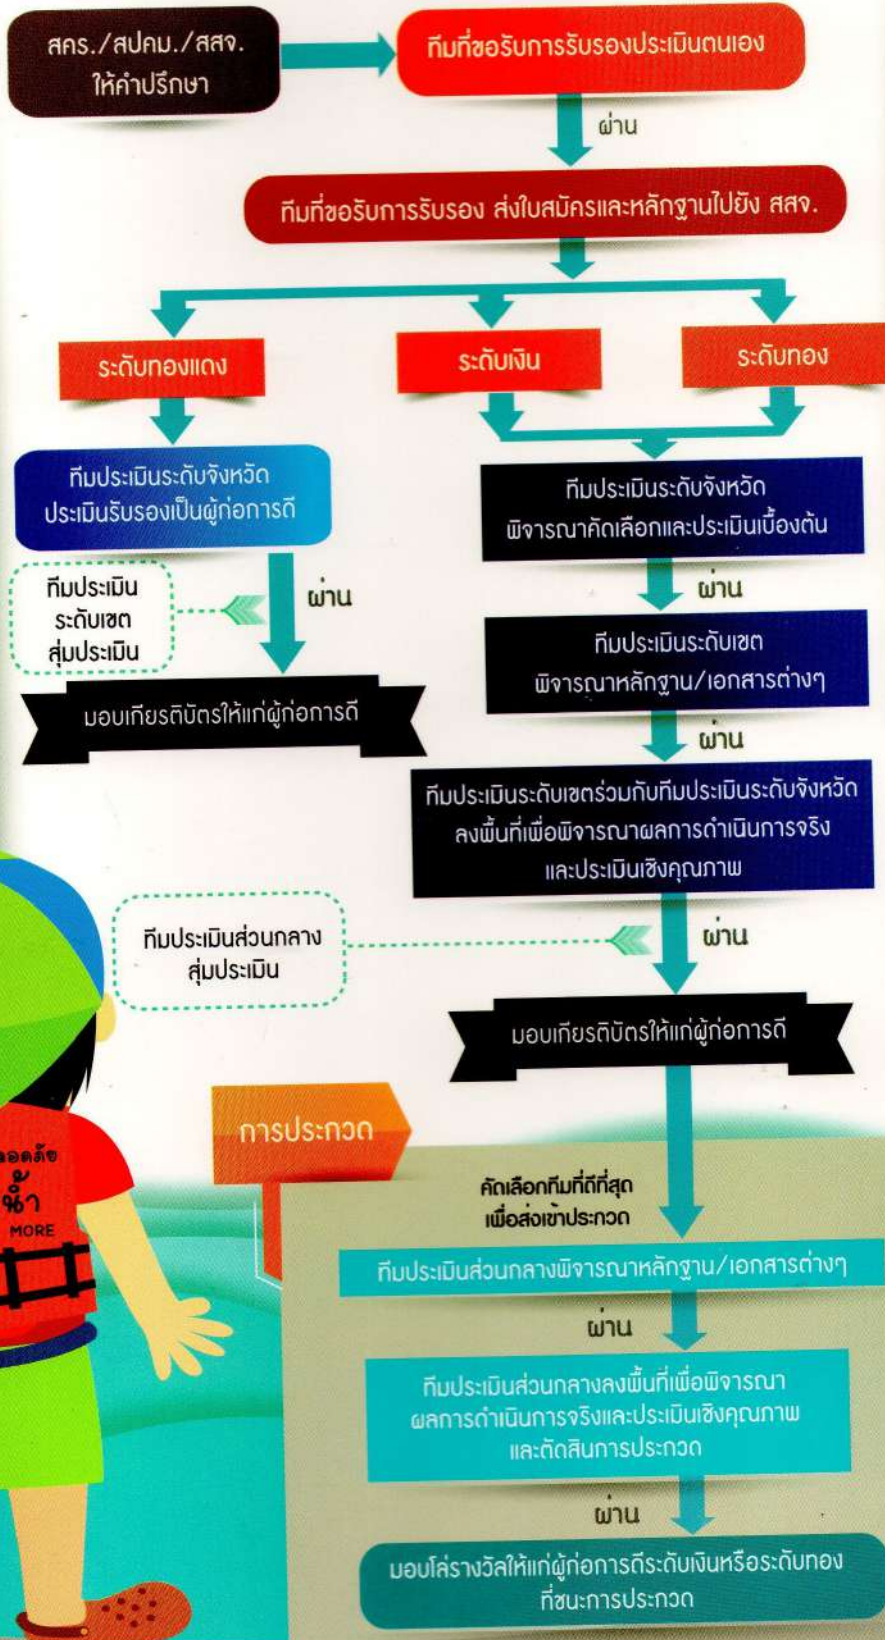 สคร./สปคม./สสจ.
ให้คำปรึกษา
ทีมที่ขอรับการรับรองประเมินตนเอง
ผ่าน
ทีมที่ขอรับการรับรอง ส่งใบสมัครและหลักฐานไปยัง สสจ.
ระดับทองแดง
ระดับเงิน
ระดับทอง
ทีมประเมินระดับจังหวัด
ประเมินรับรองเป็นผู้ก่อการดี
ทีมประเมิน
ระดับเขต
สุ่มประเมิน
ผ่าน
มอบเกียรติบัตรให้แก่ผู้ก่อการดี
ทีมประเมินระดับจังหวัด
พิจารณาคัดเลือกและประเมินเบื้องต้น
ผ่าน
ทีมประเมินระดับเขต
พิจารณาหลักฐาน/เอกสารต่างๆ
ผ่าน
ทีมประเมินระดับเขตร่วมกับทีมประเมินระดับจังหวัด
ลงพื้นที่เพื่อพิจารณาผลการดำเนินการจริง
และประเมินเชิงคุณภาพ
ทีมประเมินส่วนกลาง
สุ่มประเมิน
ผ่าน
มอบเกียรติบัตรให้แก่ผู้ก่อการดี
การประกวด
คัดเลือกทีมที่ดีที่สุด
เพื่อส่งเข้าประกวด
ทีมประเมินส่วนกลางพิจารณาหลักฐาน/เอกสารต่างๆ
ผ่าน
ทีมประเมินส่วนกลางลงพื้นที่เพื่อพิจารณา
ผลการดำเนินการจริงและประเมินเชิงคุณภาพ
และตัดสินการประกวด
ผ่าน
มอบโล่รางวัลให้แก่ผู้ก่อการดีระดับเงินหรือระดับทอง
ที่ชนะการประกวด
น้ำ
MORE